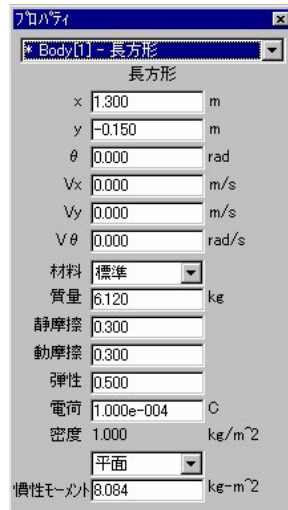 ﾌﾟﾛﾊﾟﾃｨ
* Body[1] - 長方形
長方形
x 1.300 m
y -0.150 m
θ 0.000 rad
Vx 0.000 m/s
Vy 0.000 m/s
Vθ 0.000 rad/s
材料 標準
質量 6.120 kg
静摩擦 0.300
動摩擦 0.300
弾性 0.500
電荷 1.000e-004 C
密度 1.000 kg/m^2
平面
慣性モーメント 8.084 kg-m^2